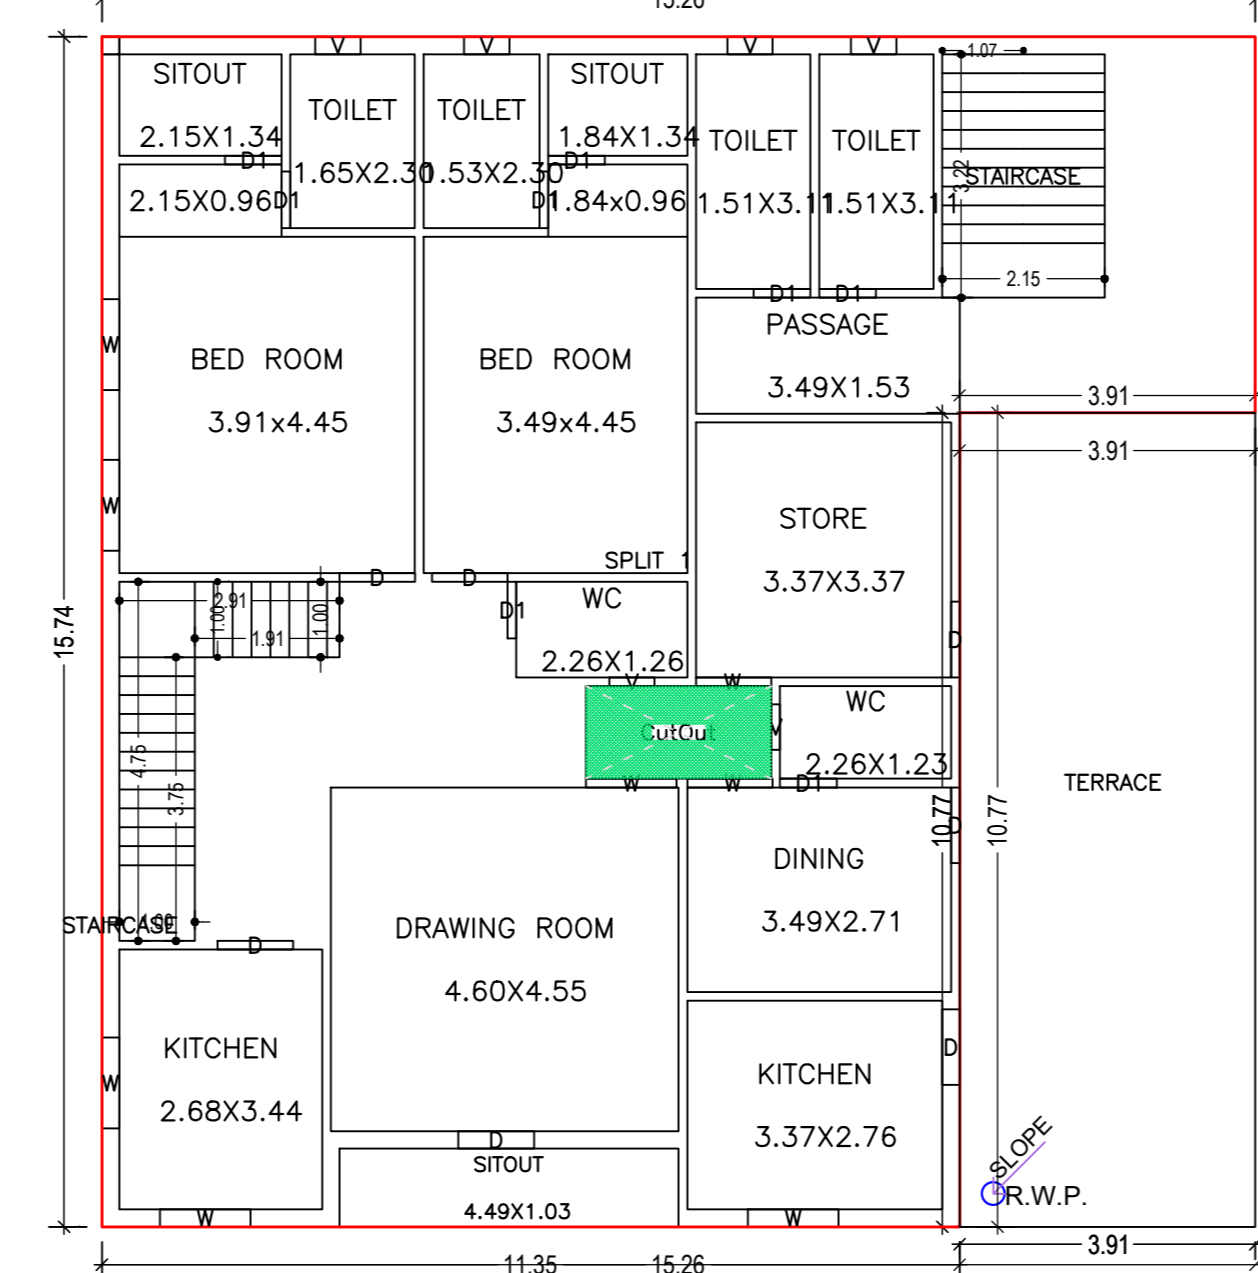 15.26
V
V
V
V
1.07
SITOUT
2.15X1.34
TOILET
1.65X2.30
TOILET
1.53X2.30
SITOUT
1.84X1.34
TOILET
1.51X3.11
TOILET
1.51X3.11
3.22
STAIRCASE
D1
D1
2.15X0.96
D1
D1
1.84x0.96
2.15
D1
D1
PASSAGE
3.49X1.53
3.91
3.91
W
BED ROOM
3.91x4.45
BED ROOM
3.49x4.45
W
STORE
3.37X3.37
SPLIT 1
D
D
D1
WC
2.26X1.26
2.91
1.00
1.00
1.91
D
15.74
V
W
CutOut
V
WC
2.26X1.23
W
W
D1
TERRACE
4.75
3.75
10.77
D
10.77
DINING
3.49X2.71
STAIRCASE
1.00
DRAWING ROOM
4.60X4.55
D
KITCHEN
2.68X3.44
W
KITCHEN
3.37X2.76
D
D
SITOUT
4.49X1.03
SLOPE
R.W.P.
W
W
3.91
11.35
15.26